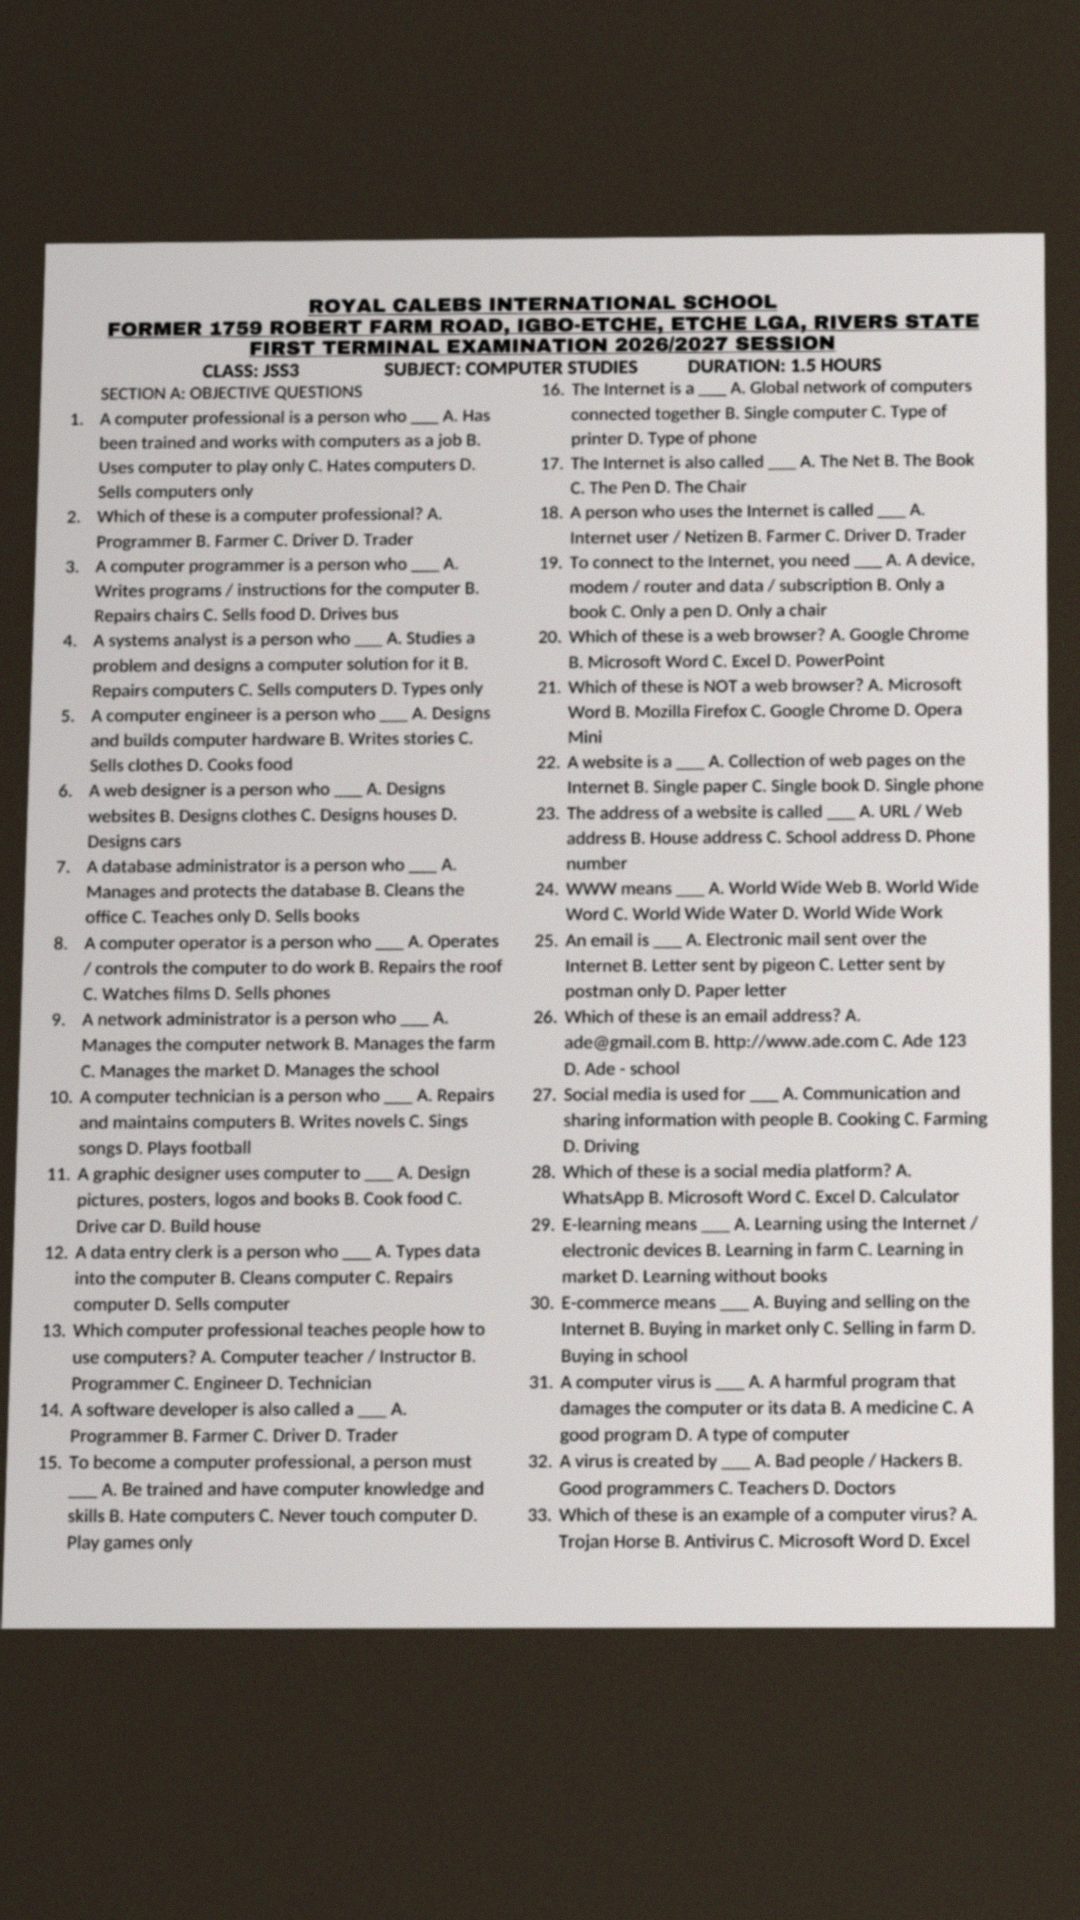 ROYAL CALEBS INTERNATIONAL SCHOOL
FORMER 1759 ROBERT FARM ROAD, IGBO-ETCHE, ETCHE LGA, RIVERS STATE
FIRST TERMINAL EXAMINATION 2026/2027 SESSION
CLASS: JSS3 SUBJECT: COMPUTER STUDIES DURATION: 1.5 HOURS
SECTION A: OBJECTIVE QUESTIONS
1. A computer professional is a person who ___ A. Has
been trained and works with computers as a job B.
Uses computer to play only C. Hates computers D.
Sells computers only
2. Which of these is a computer professional? A.
Programmer B. Farmer C. Driver D. Trader
3. A computer programmer is a person who ___ A.
Writes programs / instructions for the computer B.
Repairs chairs C. Sells food D. Drives bus
4. A systems analyst is a person who ___ A. Studies a
problem and designs a computer solution for it B.
Repairs computers C. Sells computers D. Types only
5. A computer engineer is a person who ___ A. Designs
and builds computer hardware B. Writes stories C.
Sells clothes D. Cooks food
6. A web designer is a person who ___ A. Designs
websites B. Designs clothes C. Designs houses D.
Designs cars
7. A database administrator is a person who ___ A.
Manages and protects the database B. Cleans the
office C. Teaches only D. Sells books
8. A computer operator is a person who ___ A. Operates
/ controls the computer to do work B. Repairs the roof
C. Watches films D. Sells phones
9. A network administrator is a person who ___ A.
Manages the computer network B. Manages the farm
C. Manages the market D. Manages the school
10. A computer technician is a person who ___ A. Repairs
and maintains computers B. Writes novels C. Sings
songs D. Plays football
11. A graphic designer uses computer to ___ A. Design
pictures, posters, logos and books B. Cook food C.
Drive car D. Build house
12. A data entry clerk is a person who ___ A. Types data
into the computer B. Cleans computer C. Repairs
computer D. Sells computer
13. Which computer professional teaches people how to
use computers? A. Computer teacher / Instructor B.
Programmer C. Engineer D. Technician
14. A software developer is also called a ___ A.
Programmer B. Farmer C. Driver D. Trader
15. To become a computer professional, a person must
___ A. Be trained and have computer knowledge and
skills B. Hate computers C. Never touch computer D.
Play games only
16. The Internet is a ___ A. Global network of computers
connected together B. Single computer C. Type of
printer D. Type of phone
17. The Internet is also called ___ A. The Net B. The Book
C. The Pen D. The Chair
18. A person who uses the Internet is called ___ A.
Internet user / Netizen B. Farmer C. Driver D. Trader
19. To connect to the Internet, you need ___ A. A device,
modem / router and data / subscription B. Only a
book C. Only a pen D. Only a chair
20. Which of these is a web browser? A. Google Chrome
B. Microsoft Word C. Excel D. PowerPoint
21. Which of these is NOT a web browser? A. Microsoft
Word B. Mozilla Firefox C. Google Chrome D. Opera
Mini
22. A website is a ___ A. Collection of web pages on the
Internet B. Single paper C. Single book D. Single phone
23. The address of a website is called ___ A. URL / Web
address B. House address C. School address D. Phone
number
24. WWW means ___ A. World Wide Web B. World Wide
Word C. World Wide Water D. World Wide Work
25. An email is ___ A. Electronic mail sent over the
Internet B. Letter sent by pigeon C. Letter sent by
postman only D. Paper letter
26. Which of these is an email address? A.
ade@gmail.com B. http://www.ade.com C. Ade 123
D. Ade - school
27. Social media is used for ___ A. Communication and
sharing information with people B. Cooking C. Farming
D. Driving
28. Which of these is a social media platform? A.
WhatsApp B. Microsoft Word C. Excel D. Calculator
29. E-learning means ___ A. Learning using the Internet /
electronic devices B. Learning in farm C. Learning in
market D. Learning without books
30. E-commerce means ___ A. Buying and selling on the
Internet B. Buying in market only C. Selling in farm D.
Buying in school
31. A computer virus is ___ A. A harmful program that
damages the computer or its data B. A medicine C. A
good program D. A type of computer
32. A virus is created by ___ A. Bad people / Hackers B.
Good programmers C. Teachers D. Doctors
33. Which of these is an example of a computer virus? A.
Trojan Horse B. Antivirus C. Microsoft Word D. Excel